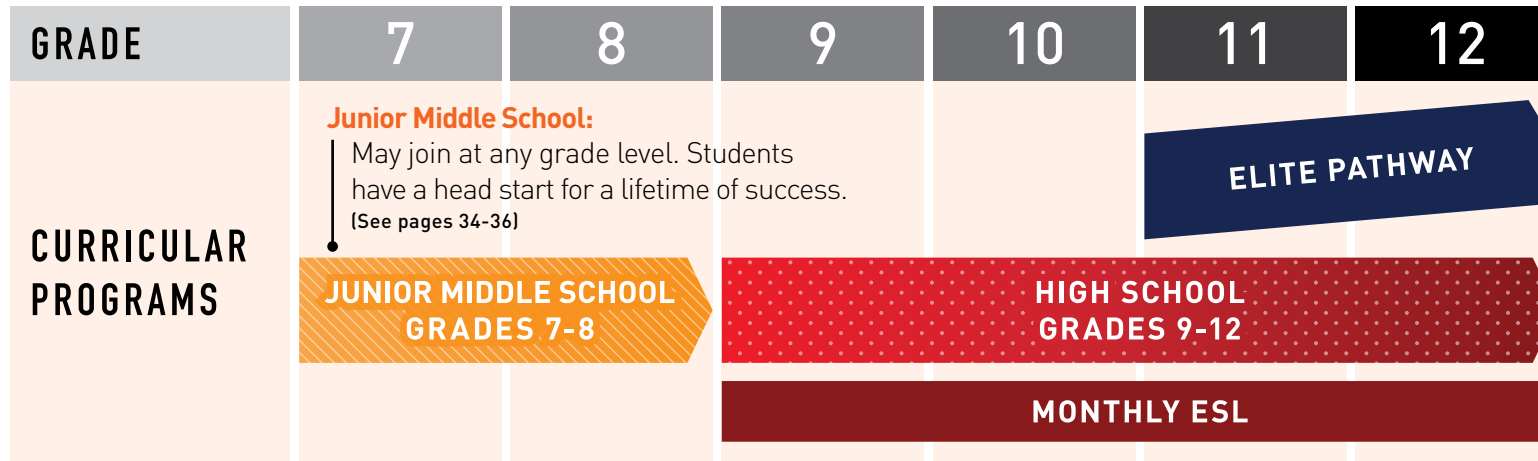 GRADE 7 8 9 10 11 12
Junior Middle School:
May join at any grade level. Students
have a head start for a lifetime of success.
(See pages 34-36)
ELITE PATHWAY
CURRICULAR
PROGRAMS
JUNIOR MIDDLE SCHOOL
GRADES 7-8
HIGH SCHOOL
GRADES 9-12
MONTHLY ESL